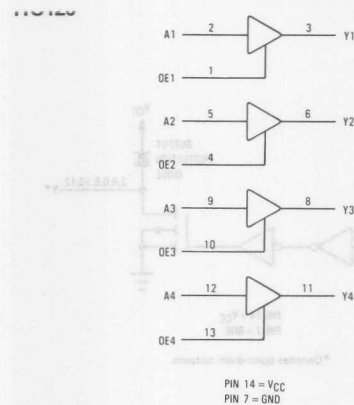 A1 2 3 Y1
OE1 1
A2 5 6 Y2
OE2 4
A3 9 8 Y3
OE3 10
A4 12 11 Y4
OE4 13
PIN 14 = VCC
PIN 7 = GND